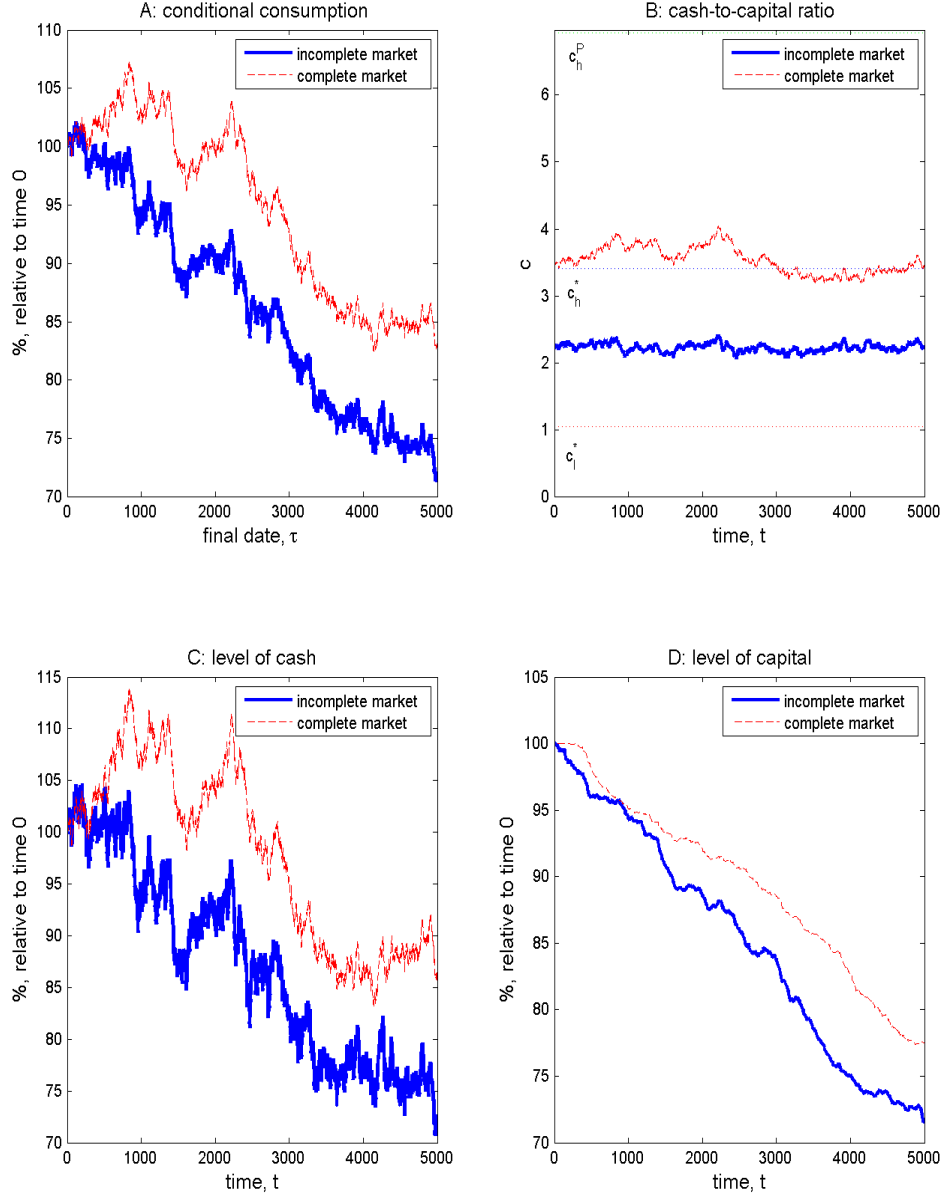 A: conditional consumption
110
105
100
95
90
85
80
75
70
%, relative to time 0
incomplete market
complete market
0
1000
2000
3000
4000
5000
final date, τ
B: cash-to-capital ratio
6
5
4
3
2
1
0
c
c_h^P
c_h^*
c_l^*
incomplete market
complete market
0
1000
2000
3000
4000
5000
time, t
C: level of cash
115
110
105
100
95
90
85
80
75
70
%, relative to time 0
incomplete market
complete market
0
1000
2000
3000
4000
5000
time, t
D: level of capital
105
100
95
90
85
80
75
70
%, relative to time 0
incomplete market
complete market
0
1000
2000
3000
4000
5000
time, t